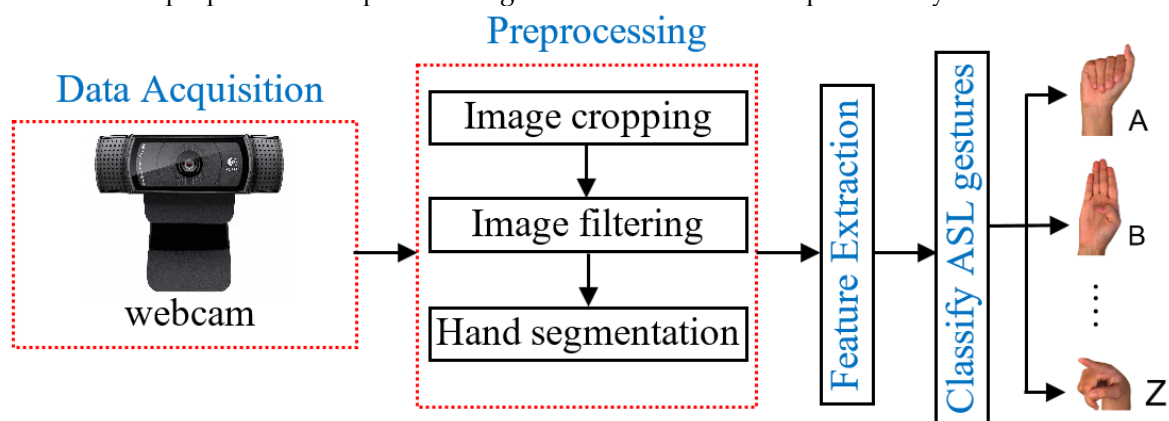 Preprocessing
Data Acquisition
webcam
Image cropping
Image filtering
Hand segmentation
Feature Extraction
Classify ASL gestures
A
B
....
Z